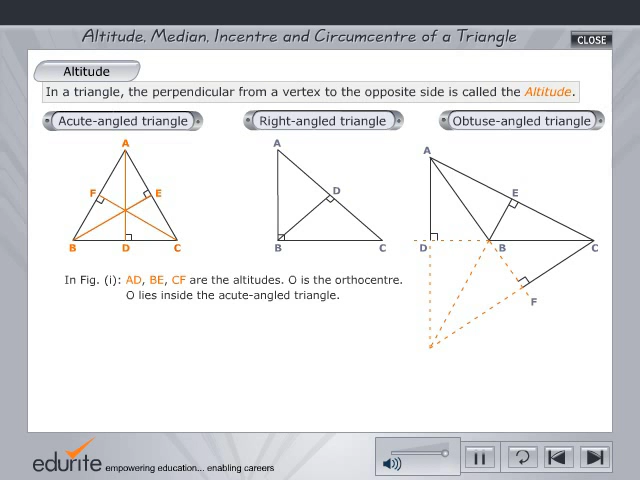 Altitude, Median, Incentre and Circumcentre of a Triangle
CLOSE
Altitude
In a triangle, the perpendicular from a vertex to the opposite side is called the Altitude.
Acute-angled triangle
Right-angled triangle
Obtuse-angled triangle
A
F
E
B
D
C
A
D
B
C
A
E
D
B
C
F
In Fig. (i): AD, BE, CF are the altitudes. O is the orthocentre.
O lies inside the acute-angled triangle.
edurite empowering education... enabling careers